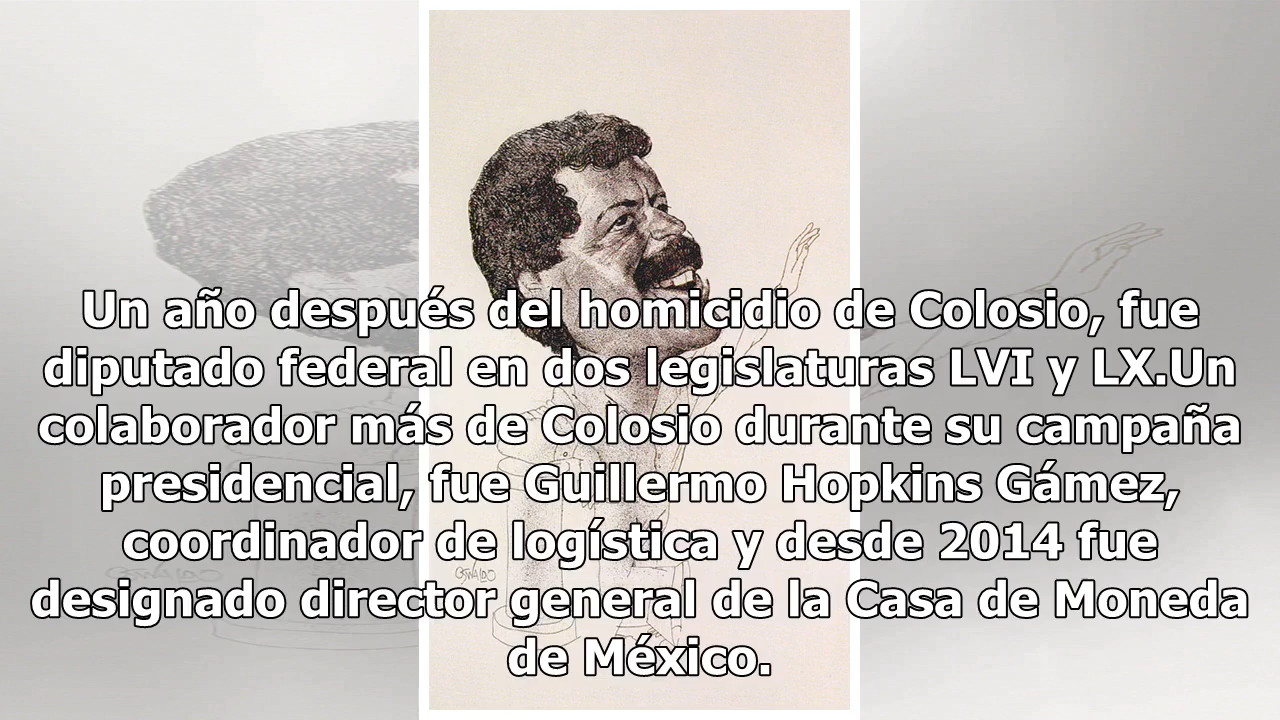 Un año después del homicidio de Colosio, fue
diputado federal en dos legislaturas LVI y LX.Un
colaborador más de Colosio durante su campaña
presidencial, fue Guillermo Hopkins Gámez,
coordinador de logística y desde 2014 fue
OSWALDO
designado director general de la Casa de Moneda
de México.